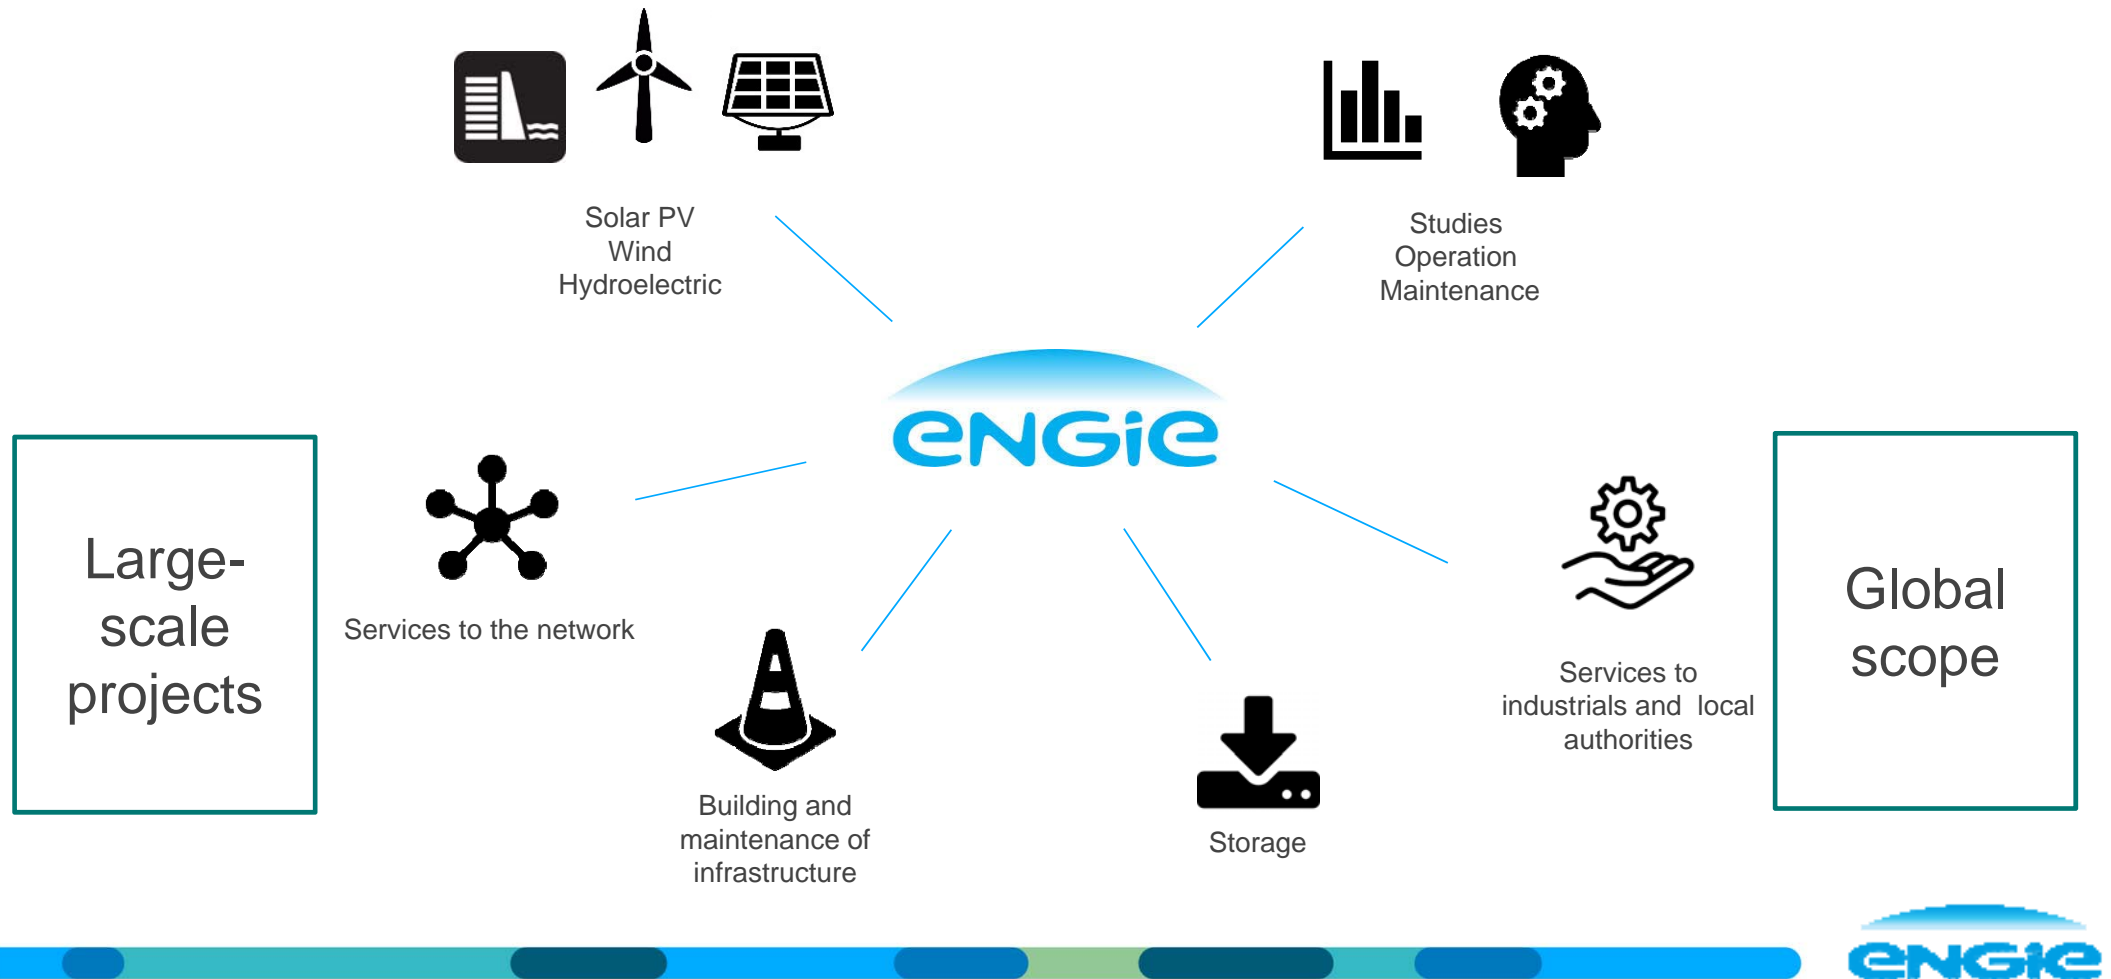 Solar PV
Wind
Hydroelectric
Studies
Operation
Maintenance
ENGIE
Large-
scale
projects
Services to the network
Building and
maintenance of
infrastructure
Storage
Services to
industrials and local
authorities
Global
scope
ENGIE